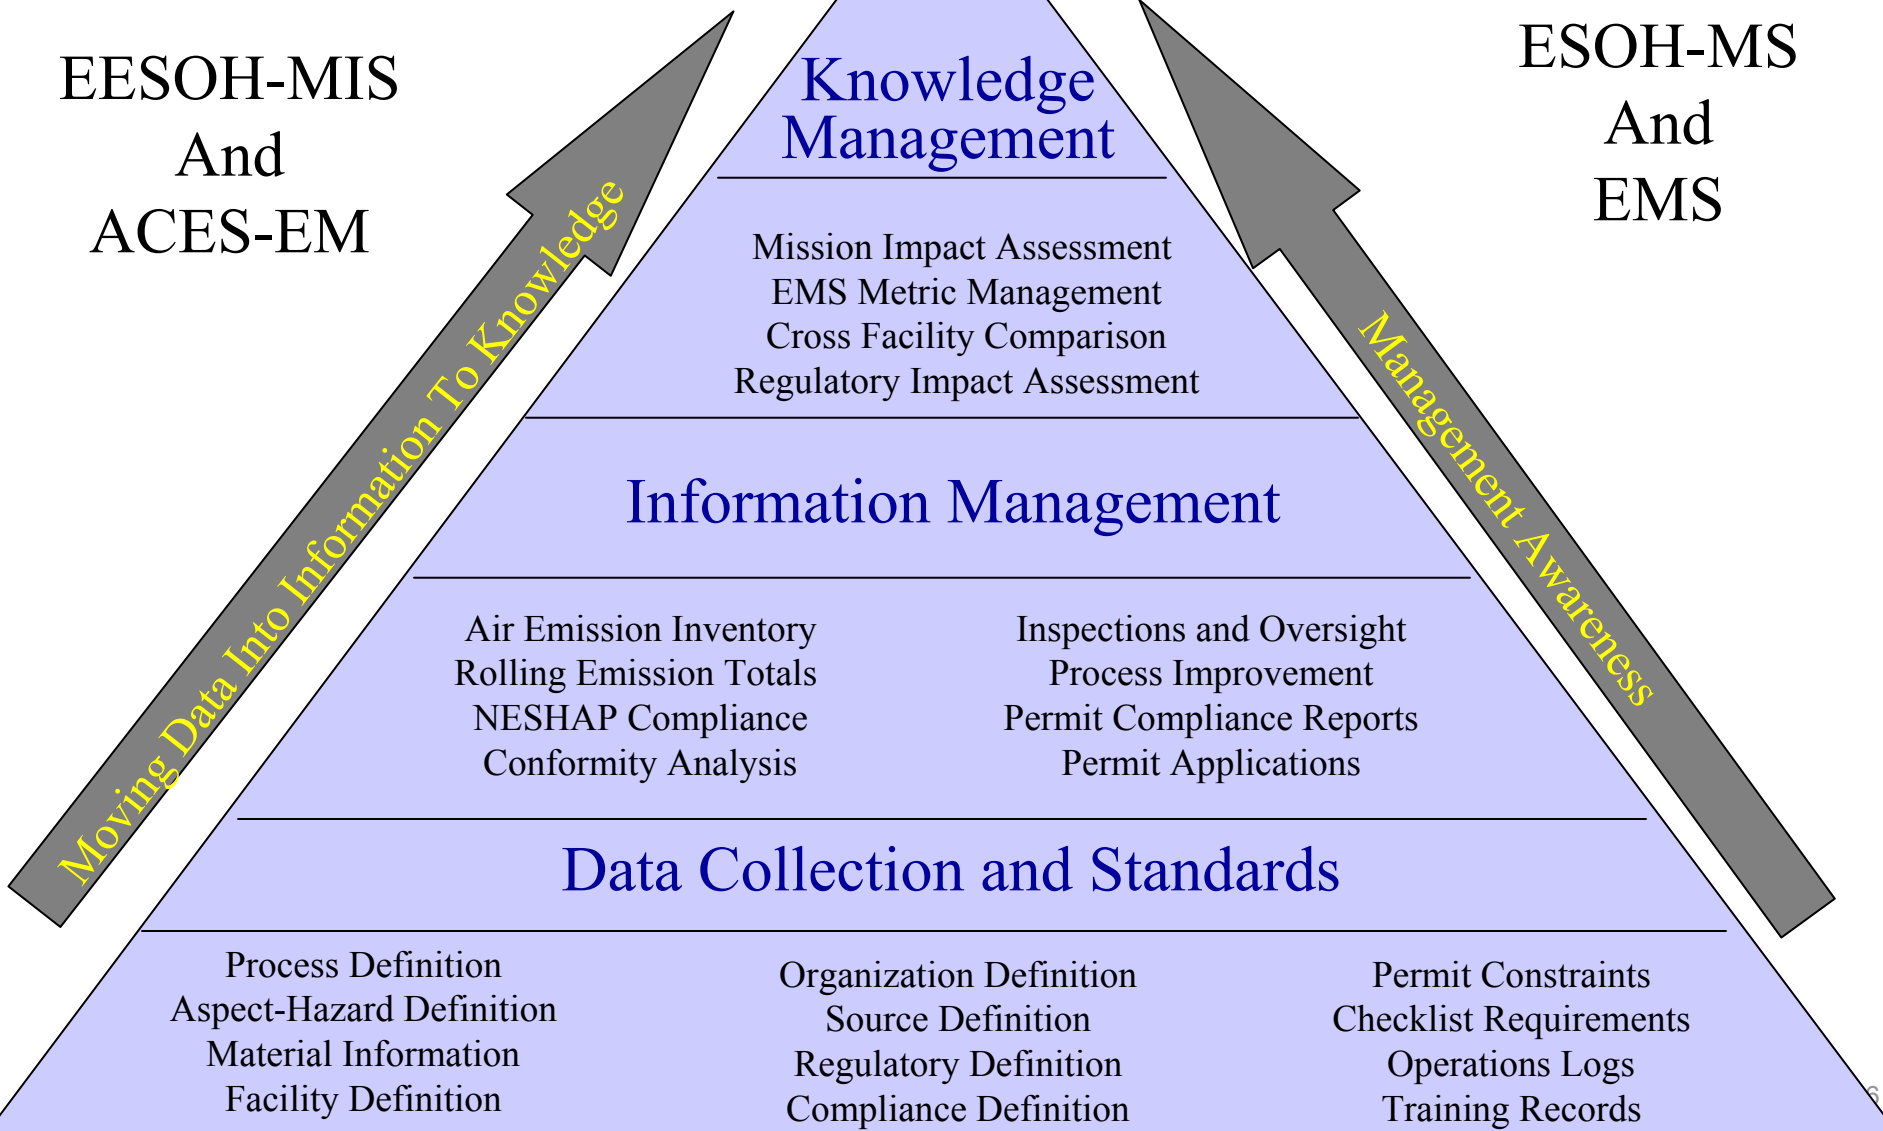 EESOH-MIS
And
ACES-EM
ESOH-MS
And
EMS
Moving Data Into Information To Knowledge
Management Awareness
Knowledge
Management
Mission Impact Assessment
EMS Metric Management
Cross Facility Comparison
Regulatory Impact Assessment
Information Management
Air Emission Inventory
Rolling Emission Totals
NESHAP Compliance
Conformity Analysis
Inspections and Oversight
Process Improvement
Permit Compliance Reports
Permit Applications
Data Collection and Standards
Process Definition
Aspect-Hazard Definition
Material Information
Facility Definition
Organization Definition
Source Definition
Regulatory Definition
Compliance Definition
Permit Constraints
Checklist Requirements
Operations Logs
Training Records
6